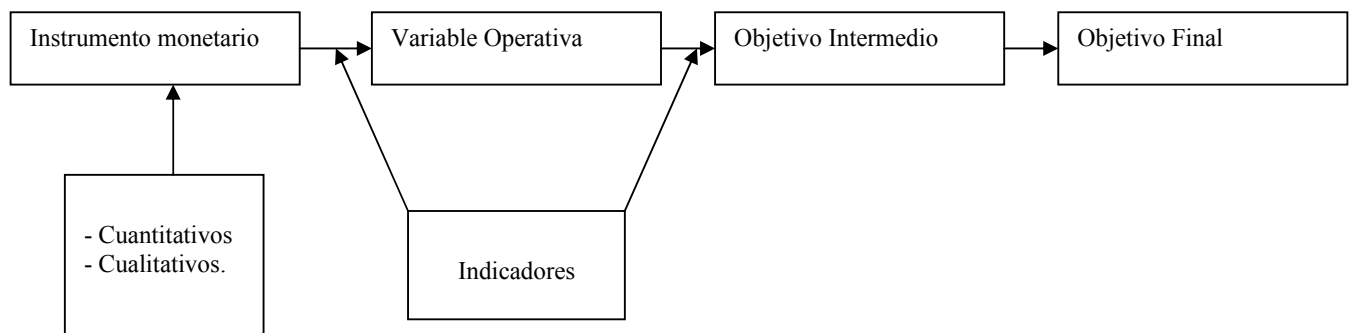 Instrumento monetario
Variable Operativa
Objetivo Intermedio
Objetivo Final
- Cuantitativos
- Cualitativos.
Indicadores